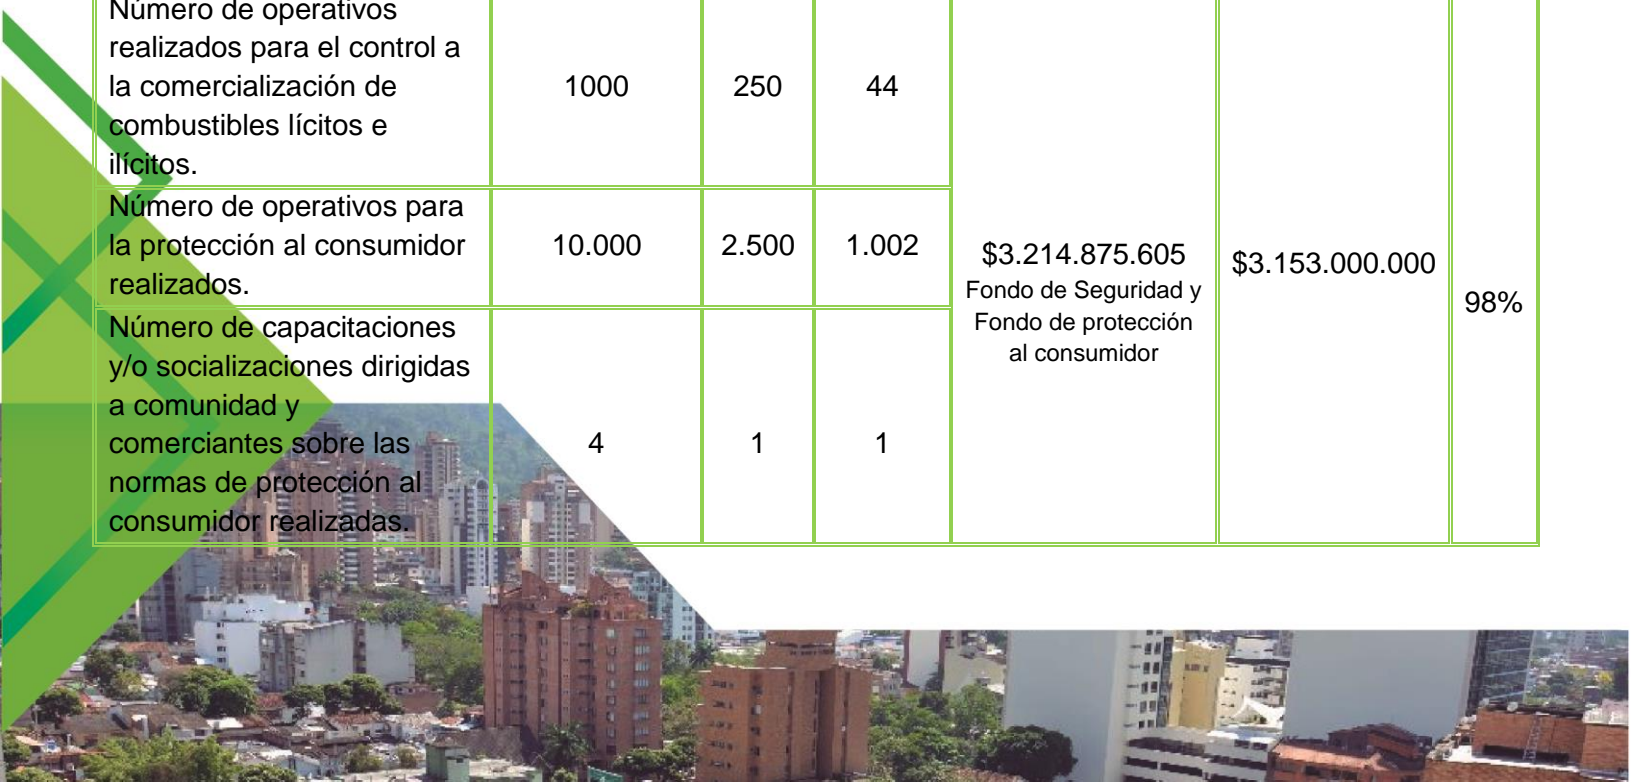 Número de operativos
realizados para el control a
la comercialización de
combustibles lícitos e
ilícitos.
1000
250
44
Número de operativos para
la protección al consumidor
realizados.
10.000
2.500
1.002
Número de capacitaciones
y/o socializaciones dirigidas
a comunidad y
comerciantes sobre las
normas de protección al
consumidor realizadas.
4
1
1
$3.214.875.605
Fondo de Seguridad y
Fondo de protección
al consumidor
$3.153.000.000
98%